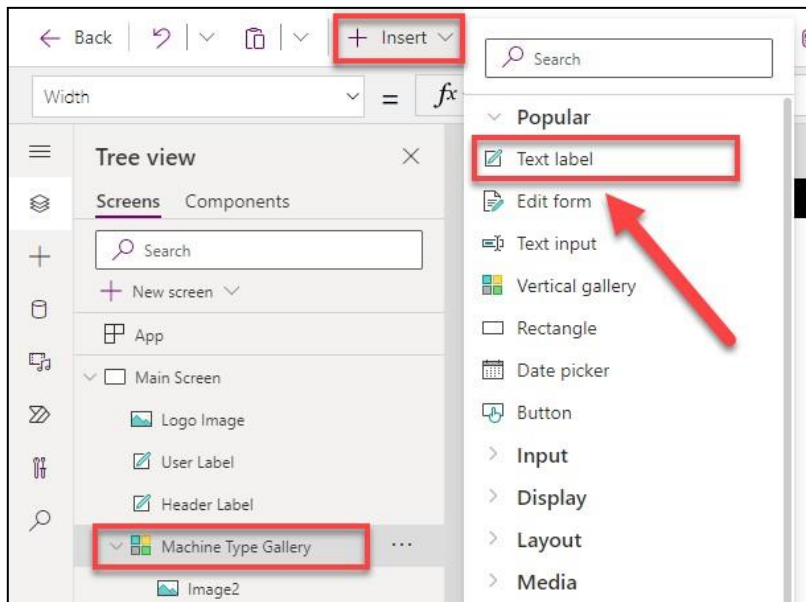 Back
Insert
Search
Width
=
fx
Popular
Text label
Edit form
Text input
Vertical gallery
Rectangle
Date picker
Button
Input
Display
Layout
Media
Tree view
Screens Components
Search
New screen
App
Main Screen
Logo Image
User Label
Header Label
Machine Type Gallery
Image2